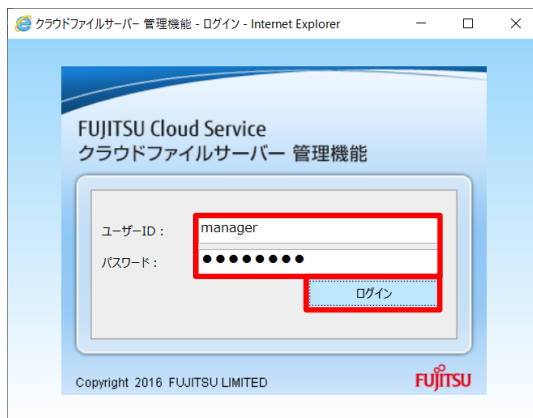 クラウドファイルサーバー 管理機能 - ログイン - Internet Explorer
FUJITSU Cloud Service
クラウドファイルサーバー 管理機能
ユーザーID：
manager
パスワード：
●●●●●●●●
ログイン
Copyright 2016 FUJITSU LIMITED
FUJITSU